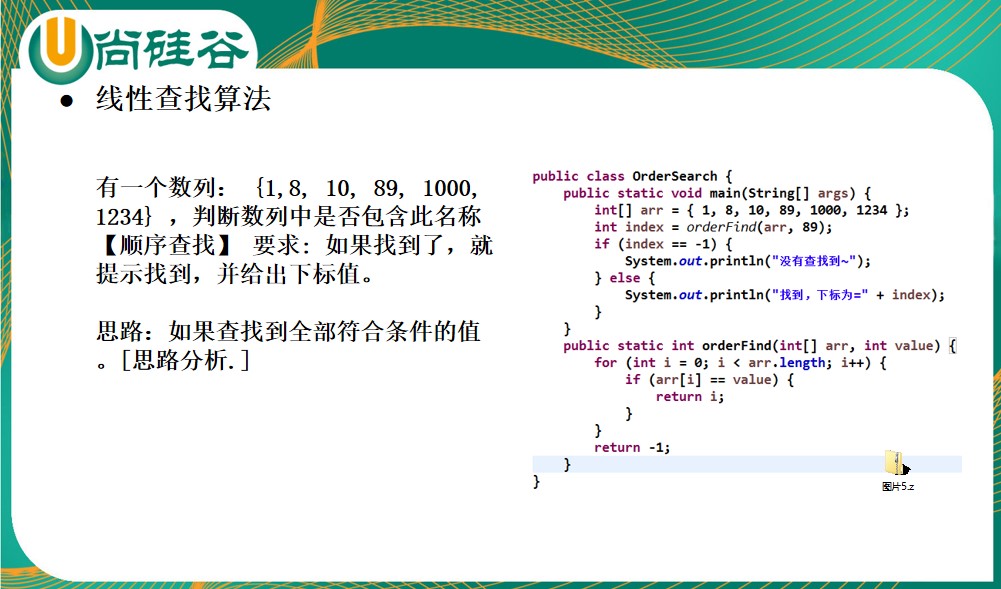 尚硅谷
● 线性查找算法
有一个数列： {1,8, 10, 89, 1000,
1234} ，判断数列中是否包含此名称
【顺序查找】 要求: 如果找到了，就
提示找到，并给出下标值。
思路：如果查找到全部符合条件的值
。[思路分析.]
public class OrderSearch {
public static void main(String[] args) {
int[] arr = { 1, 8, 10, 89, 1000, 1234 };
int index = orderFind(arr, 89);
if (index == -1) {
System.out.println("没有查找到~");
} else {
System.out.println("找到，下标为=" + index);
}
}
public static int orderFind(int[] arr, int value) {
for (int i = 0; i < arr.length; i++) {
if (arr[i] == value) {
return i;
}
}
return -1;
}
}
图片5.z